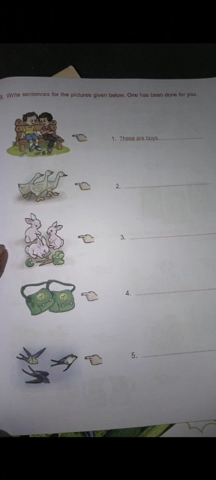 Write sentences for the pictures given below. One has been done for you.
1. These are boys.
2.
3.
4.
5.